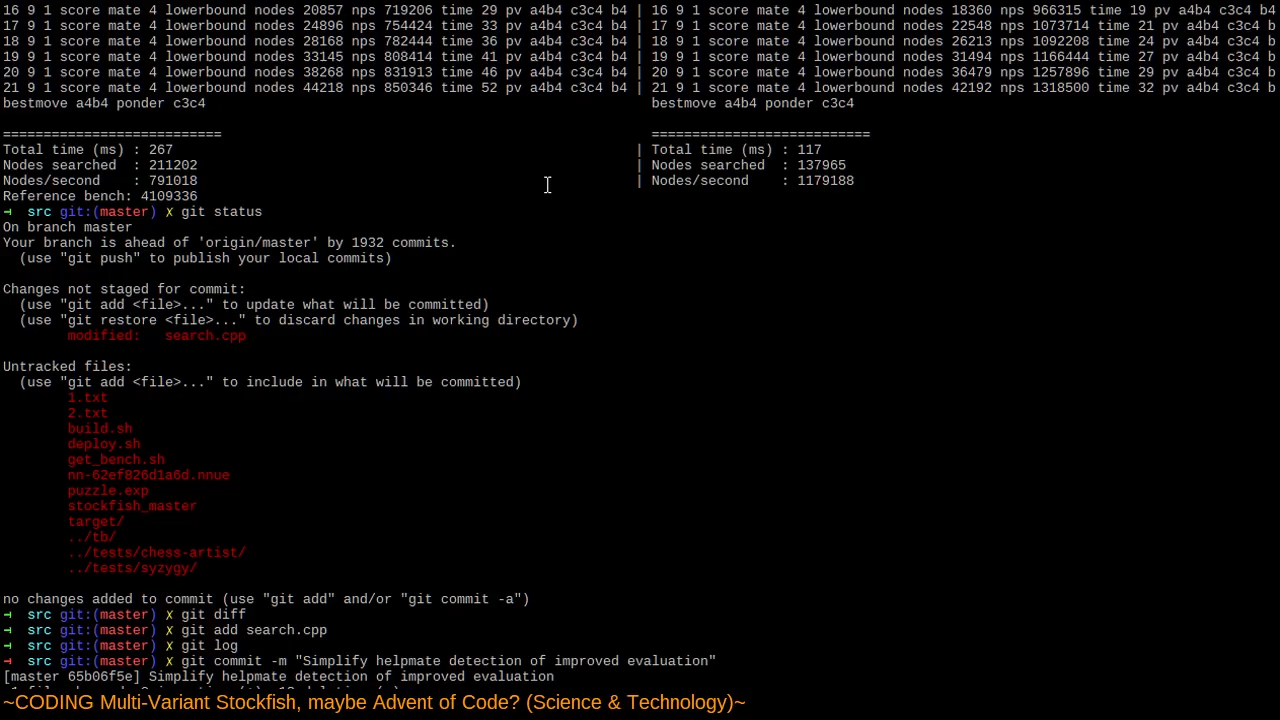 16 9 1 score mate 4 lowerbound nodes 20857 nps 719206 time 29 pv a4b4 c3c4 b4 | 16 9 1 score mate 4 lowerbound nodes 18360 nps 966315 time 19 pv a4b4 c3c4 b4
17 9 1 score mate 4 lowerbound nodes 24896 nps 754424 time 33 pv a4b4 c3c4 b4 | 17 9 1 score mate 4 lowerbound nodes 22548 nps 1073714 time 21 pv a4b4 c3c4 b
18 9 1 score mate 4 lowerbound nodes 28168 nps 782444 time 36 pv a4b4 c3c4 b4 | 18 9 1 score mate 4 lowerbound nodes 26213 nps 1092208 time 24 pv a4b4 c3c4 b
19 9 1 score mate 4 lowerbound nodes 33145 nps 808414 time 41 pv a4b4 c3c4 b4 | 19 9 1 score mate 4 lowerbound nodes 31494 nps 1166444 time 27 pv a4b4 c3c4 b
20 9 1 score mate 4 lowerbound nodes 38268 nps 831913 time 46 pv a4b4 c3c4 b4 | 20 9 1 score mate 4 lowerbound nodes 36479 nps 1257896 time 29 pv a4b4 c3c4 b
21 9 1 score mate 4 lowerbound nodes 44218 nps 850346 time 52 pv a4b4 c3c4 b4 | 21 9 1 score mate 4 lowerbound nodes 42192 nps 1318500 time 32 pv a4b4 c3c4 b
bestmove a4b4 ponder c3c4 bestmove a4b4 ponder c3c4
=========================== ===========================
Total time (ms) : 267 | Total time (ms) : 117
Nodes searched  : 211202 | Nodes searched  : 137965
Nodes/second    : 791018 | Nodes/second    : 1179188
Reference bench: 4109336
→ src git:(master) ✗ git status
On branch master
Your branch is ahead of 'origin/master' by 1932 commits.
(use "git push" to publish your local commits)
Changes not staged for commit:
(use "git add <file>..." to update what will be committed)
(use "git restore <file>..." to discard changes in working directory)
modified:   search.cpp
Untracked files:
(use "git add <file>..." to include in what will be committed)
1.txt
2.txt
build.sh
deploy.sh
get_bench.sh
nn-62ef826d1a6d.nnue
puzzle.exp
stockfish_master
target/
../tb/
../tests/chess-artist/
../tests/syzygy/
no changes added to commit (use "git add" and/or "git commit -a")
→ src git:(master) ✗ git diff
→ src git:(master) ✗ git add search.cpp
→ src git:(master) ✗ git log
→ src git:(master) ✗ git commit -m "Simplify helpmate detection of improved evaluation"
[master 65b06f5e] Simplify helpmate detection of improved evaluation
~CODING Multi-Variant Stockfish, maybe Advent of Code? (Science & Technology)~